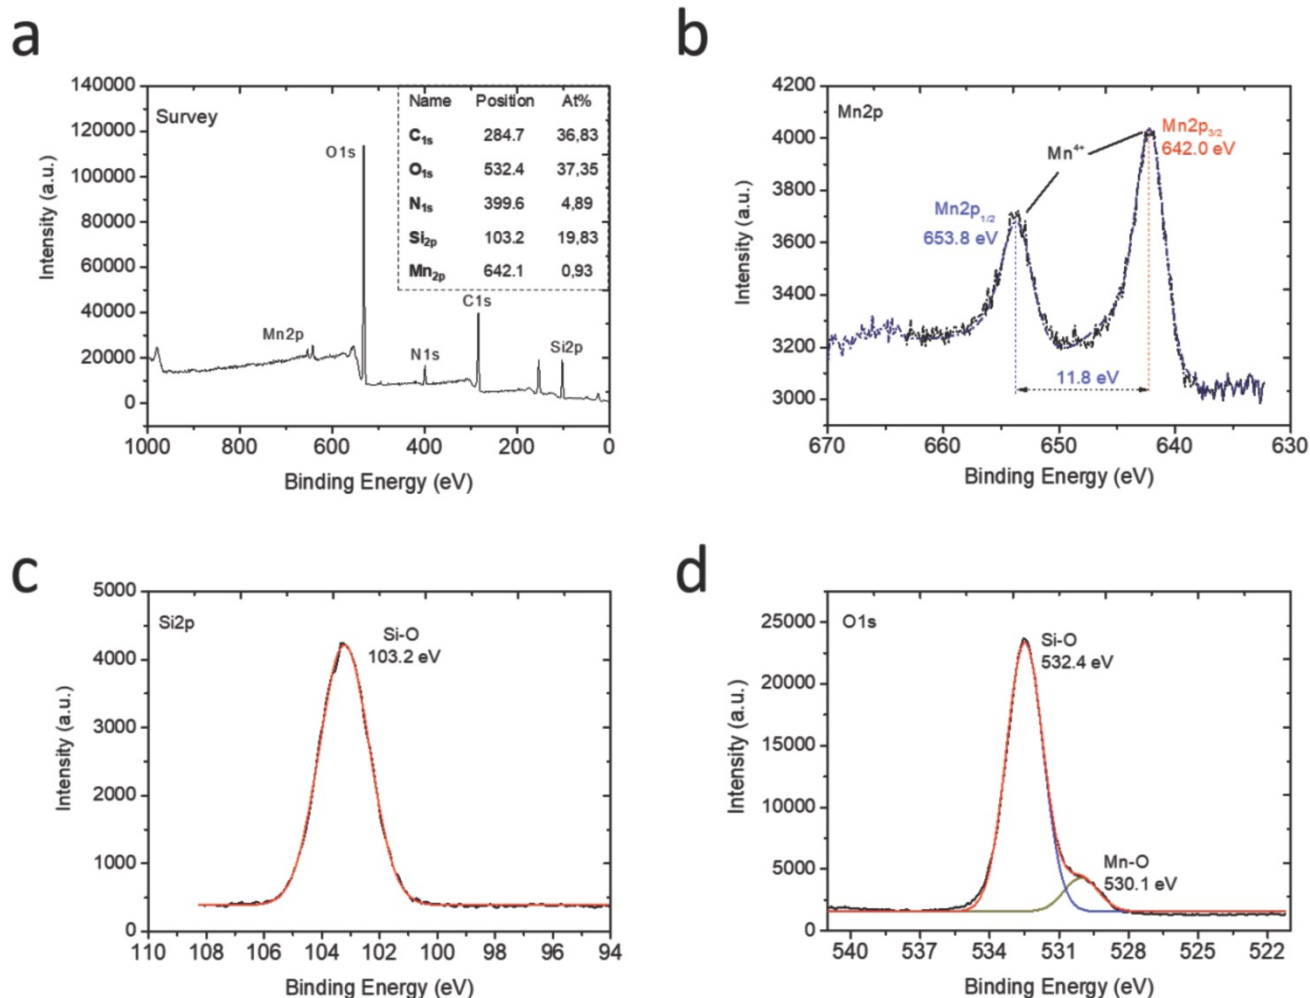 a
Survey
140000
120000
100000
80000
60000
40000
20000
0
Intensity (a.u.)
Name Position At%
C1s 284.7 36,83
O1s 532.4 37,35
N1s 399.6 4,89
Si2p 103.2 19,83
Mn2p 642.1 0,93
O1s
Mn2p
N1s
C1s
Si2p
1000 800 600 400 200 0
Binding Energy (eV)
b
Mn2p
4200
4000
3800
3600
3400
3200
3000
Intensity (a.u.)
Mn4+
Mn2p3/2
642.0 eV
Mn2p1/2
653.8 eV
11.8 eV
670 660 650 640 630
Binding Energy (eV)
c
Si2p
5000
4000
3000
2000
1000
0
Intensity (a.u.)
Si-O
103.2 eV
110 108 106 104 102 100 98 96 94
Binding Energy (eV)
d
O1s
25000
20000
15000
10000
5000
0
Intensity (a.u.)
Si-O
532.4 eV
Mn-O
530.1 eV
540 537 534 531 528 525 522
Binding Energy (eV)